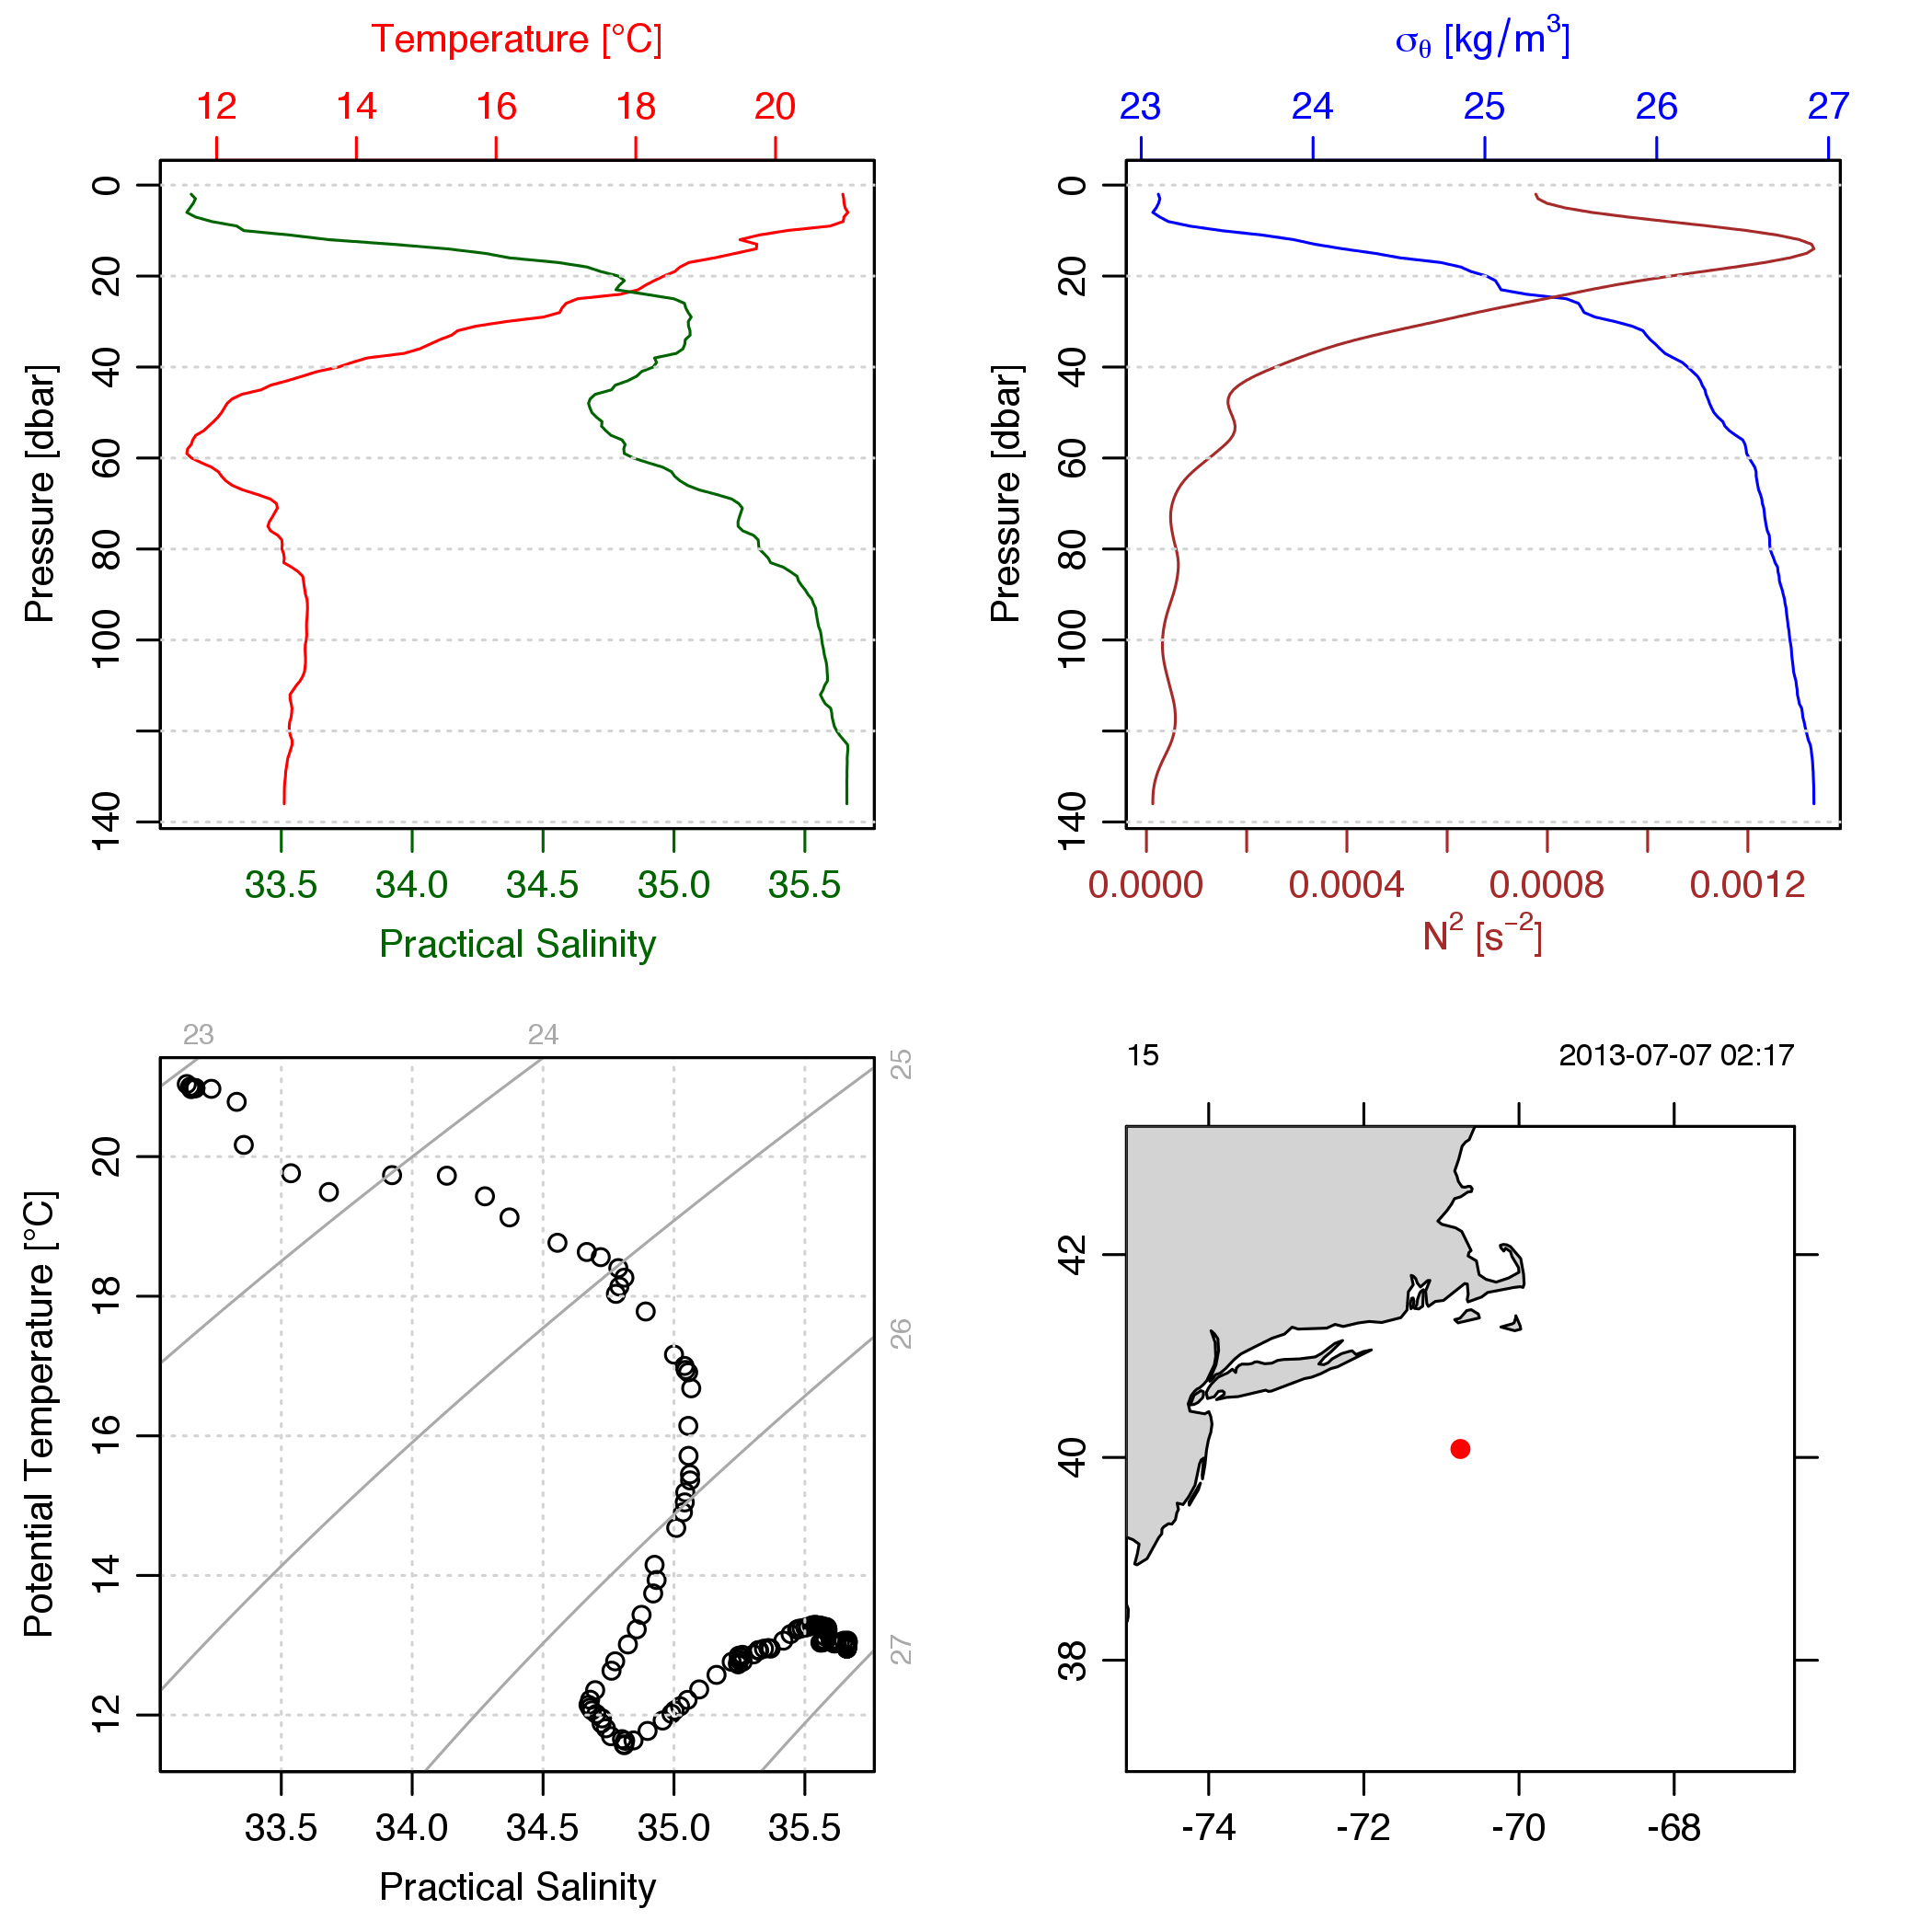 Temperature [°C]
12 14 16 18 20
0
20
40
60
80
100
140
Pressure [dbar]
33.5 34.0 34.5 35.0 35.5
Practical Salinity
σθ [kg/m³]
23 24 25 26 27
0
20
40
60
80
100
140
Pressure [dbar]
0.0000 0.0004 0.0008 0.0012
N² [s⁻²]
23 24
25
26
27
20
18
16
14
12
Potential Temperature [°C]
33.5 34.0 34.5 35.0 35.5
Practical Salinity
15 2013-07-07 02:17
42
40
38
-74 -72 -70 -68